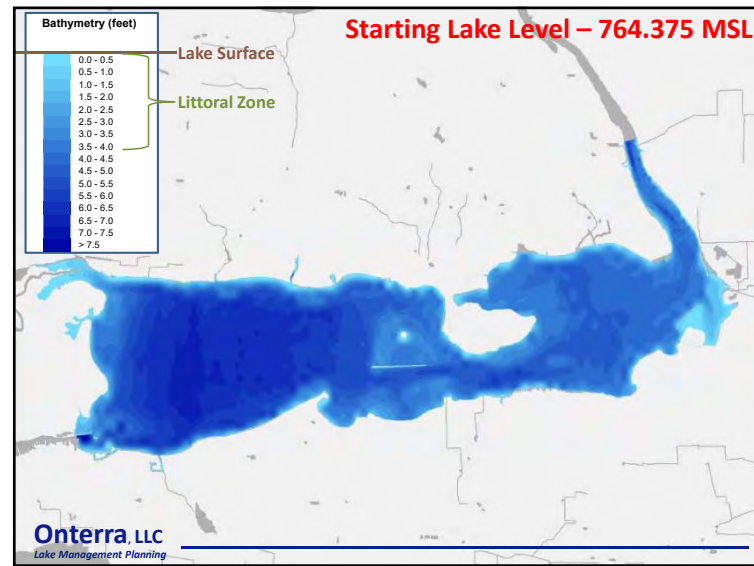 Bathymetry (feet)
Starting Lake Level – 764.375 MSL
Lake Surface
0.0 - 0.5
0.5 - 1.0
1.0 - 1.5
1.5 - 2.0
Littoral Zone
2.0 - 2.5
2.5 - 3.0
3.0 - 3.5
3.5 - 4.0
4.0 - 4.5
4.5 - 5.0
5.0 - 5.5
5.5 - 6.0
6.0 - 6.5
6.5 - 7.0
7.0 - 7.5
> 7.5
Onterra, LLC
Lake Management Planning